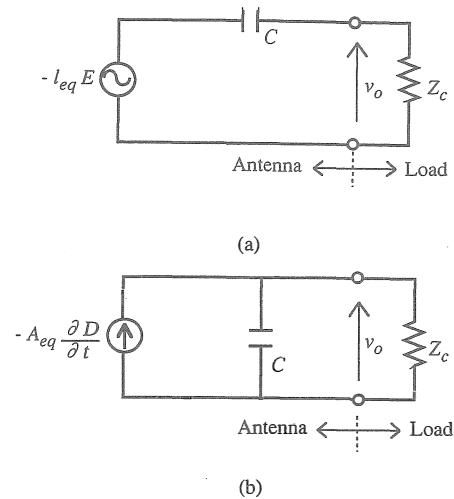 C
- l_eq E
v_o
Z_c
Antenna
Load
(a)
- A_eq ∂ D / ∂ t
C
v_o
Z_c
Antenna
Load
(b)